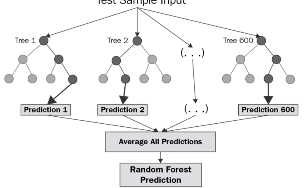 Test Sample Input
Tree 1
Tree 2
(. . .)
Tree 600
Prediction 1
Prediction 2
(. . .)
Prediction 600
Average All Predictions
Random Forest
Prediction